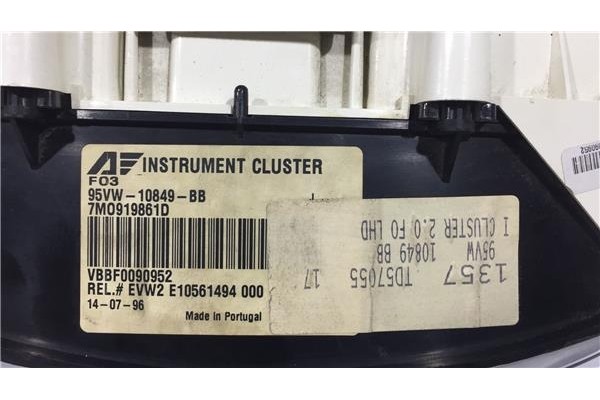 AF INSTRUMENT CLUSTER
F03
95VW-10849-BB
7M0919861D
VBBF0090952
REL.# EVW2 E10561494 000
14-07-96
Made in Portugal
I CLUSTER 2.0 FO LHD
95VW 10849 BB
TD57055 17
1357